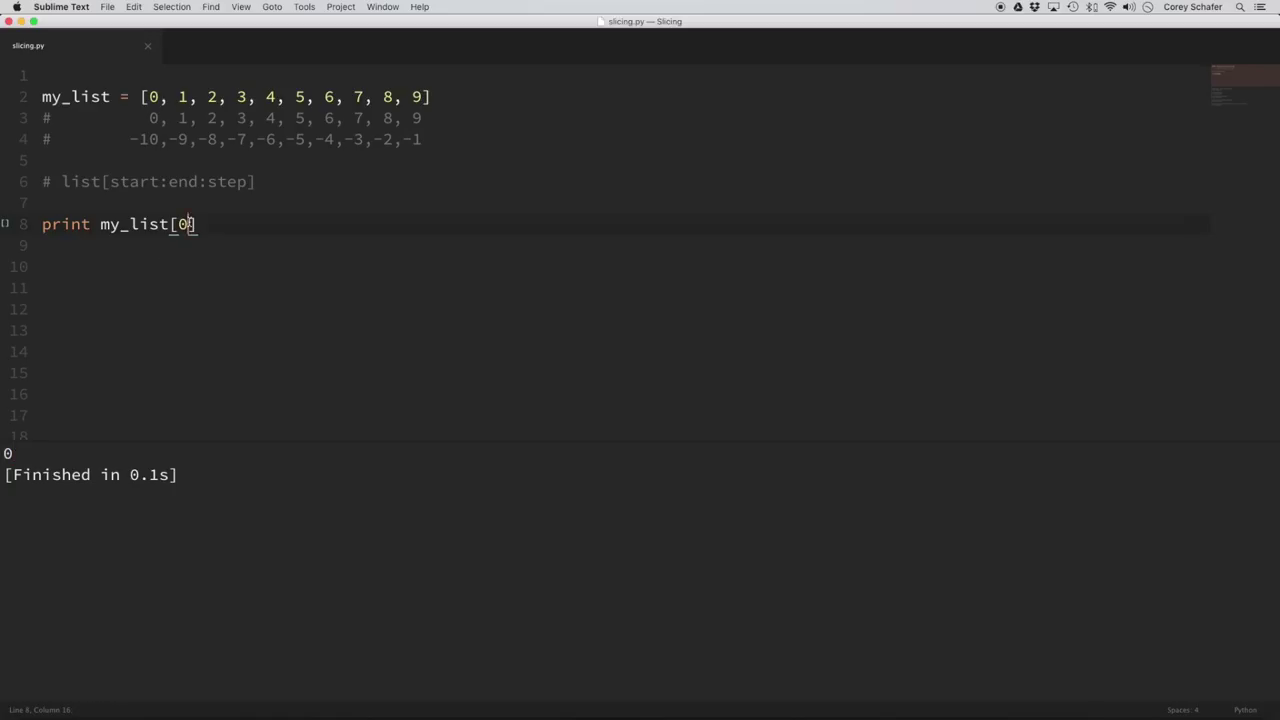 Sublime Text File Edit Selection Find View Goto Tools Project Window Help Corey Schafer
slicing.py — Slicing
slicing.py
1
2 my_list = [0, 1, 2, 3, 4, 5, 6, 7, 8, 9]
3 # 0, 1, 2, 3, 4, 5, 6, 7, 8, 9
4 # -10,-9,-8,-7,-6,-5,-4,-3,-2,-1
5
6 # list[start:end:step]
7
8 print my_list[0]
9
10
11
12
13
14
15
16
17
18
0
[Finished in 0.1s]
Line 8, Column 16 Spaces: 4 Python